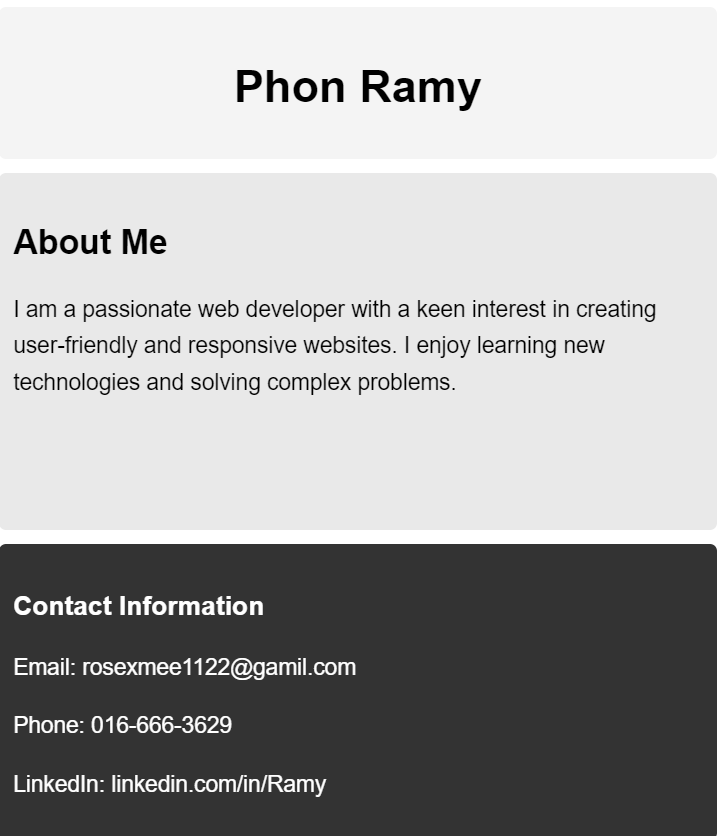 Phon Ramy
About Me
I am a passionate web developer with a keen interest in creating
user-friendly and responsive websites. I enjoy learning new
technologies and solving complex problems.
Contact Information
Email: rosexmee1122@gamil.com
Phone: 016-666-3629
LinkedIn: linkedin.com/in/Ramy